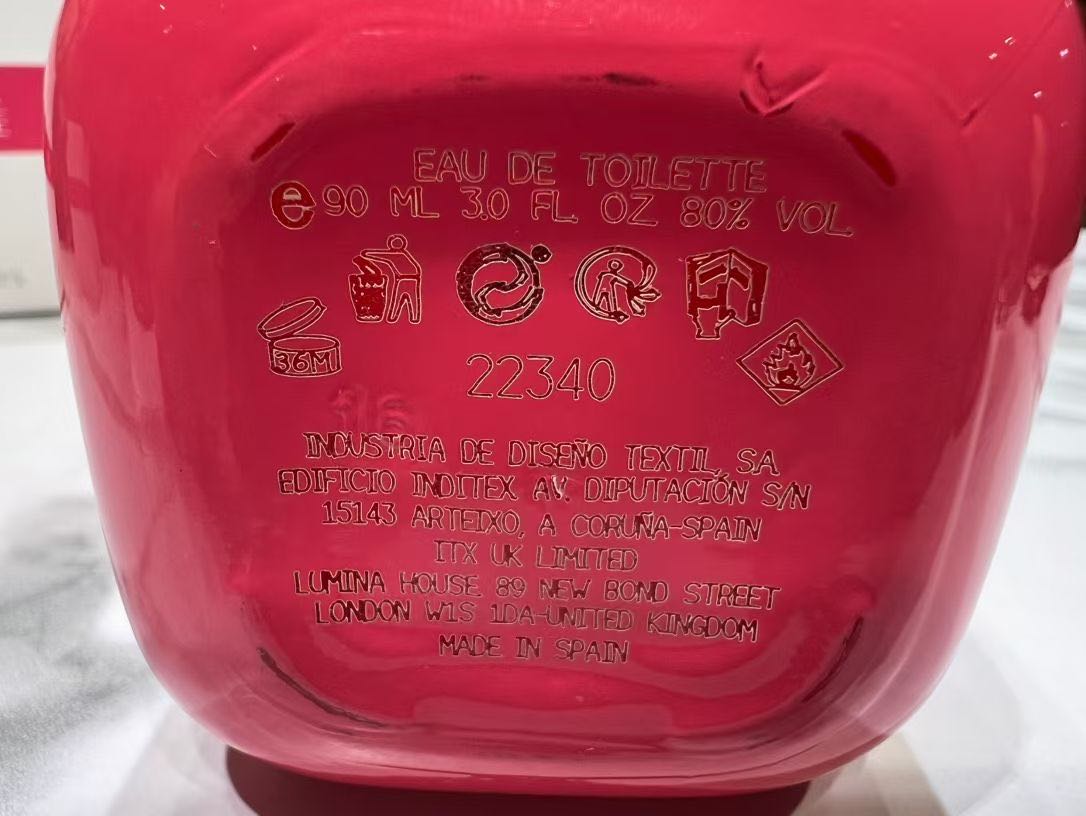 EAU DE TOILETTE
e 90 ML 3.0 FL. OZ 80% VOL.
36M
22340
INDUSTRIA DE DISEÑO TEXTIL, SA
EDIFICIO INDITEX AV. DIPUTACIÓN S/N
15143 ARTEIXO, A CORUÑA-SPAIN
ITX UK LIMITED
LUMINA HOUSE 89 NEW BOND STREET
LONDON W1S 1DA-UNITED KINGDOM
MADE IN SPAIN